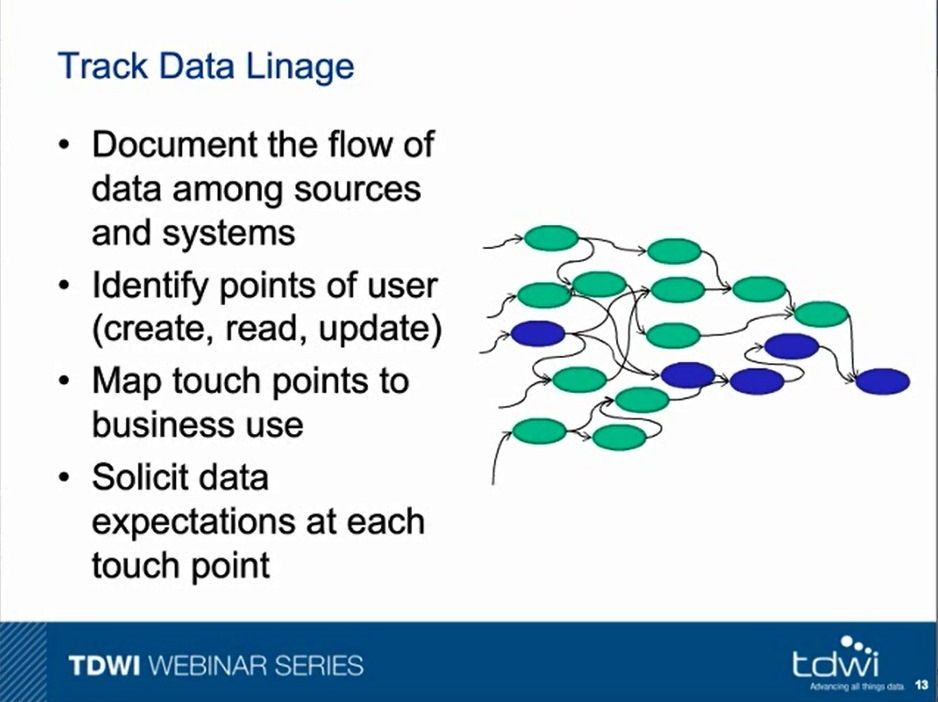 Track Data Linage
• Document the flow of
data among sources
and systems
• Identify points of user
(create, read, update)
• Map touch points to
business use
• Solicit data
expectations at each
touch point
TDWI WEBINAR SERIES
tdwi
Advancing all things data.
13